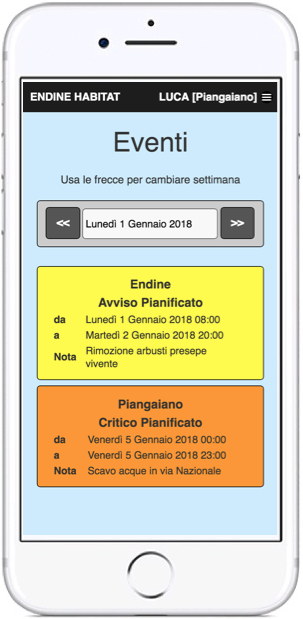 ENDINE HABITAT LUCA [Piangaiano]
Eventi
Usa le frecce per cambiare settimana
<< Lunedì 1 Gennaio 2018 >>
Endine
Avviso Pianificato
da Lunedì 1 Gennaio 2018 08:00
a Martedì 2 Gennaio 2018 20:00
Nota Rimozione arbusti presepe
vivente
Piangaiano
Critico Pianificato
da Venerdì 5 Gennaio 2018 00:00
a Venerdì 5 Gennaio 2018 23:00
Nota Scavo acque in via Nazionale